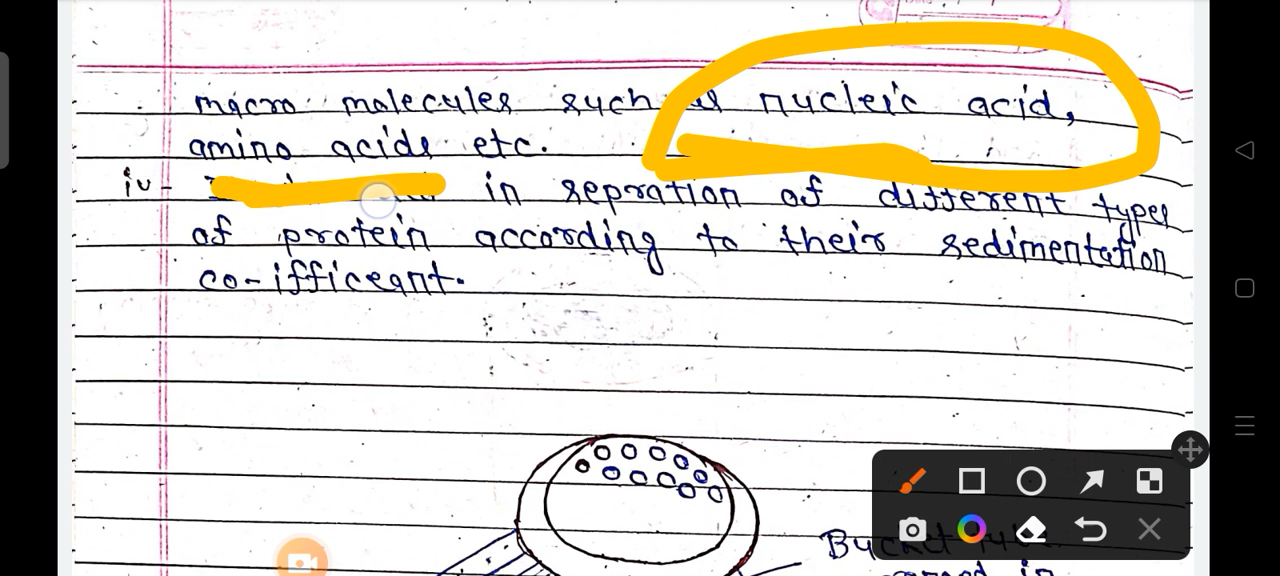 macro molecules such as nucleic acid,
amino acids etc.
iv- in sepration of different types
of protein according to their sedimentation
co-ifficeant.
Bucket
in